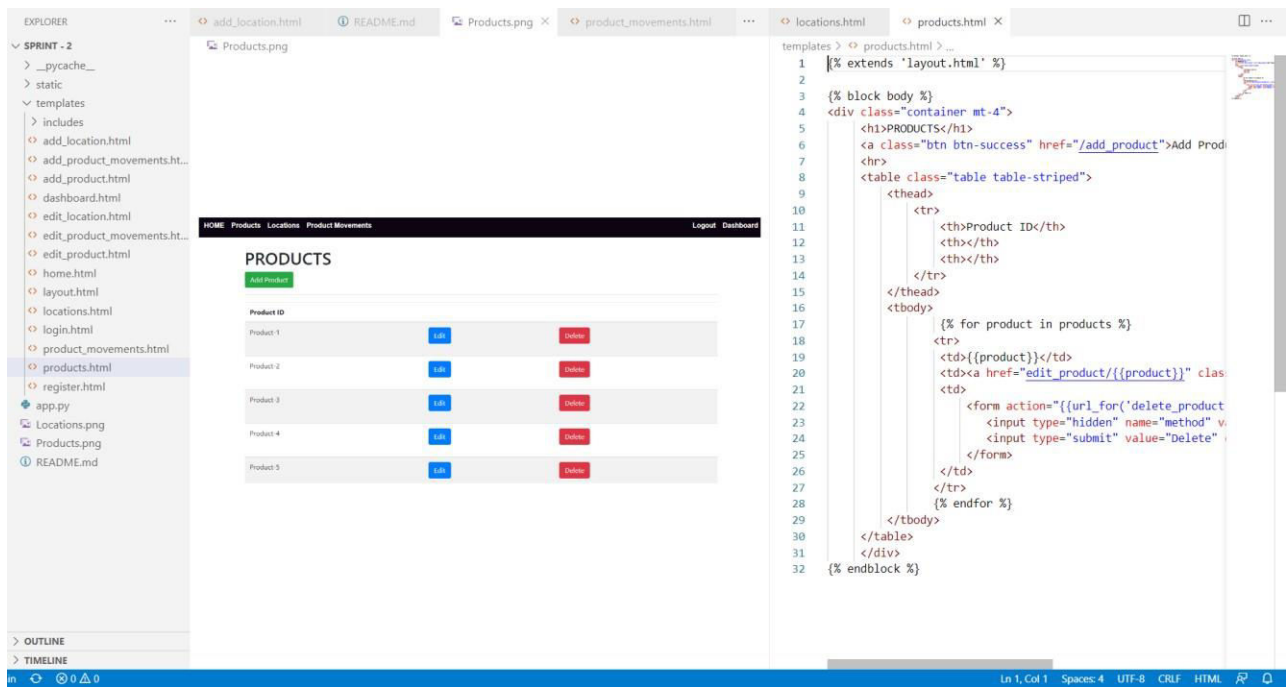 EXPLORER
SPRINT - 2
__pycache__
static
templates
includes
add_location.html
add_product_movements.ht...
add_product.html
dashboard.html
edit_location.html
edit_product_movements.ht...
edit_product.html
home.html
layout.html
locations.html
login.html
product_movements.html
products.html
register.html
app.py
Locations.png
Products.png
README.md
OUTLINE
TIMELINE
add_location.html README.md Products.png product_movements.html
Products.png
HOME Products Locations Product Movements Logout Dashboard
PRODUCTS
Add Product
Product ID
Product-1 Edit Delete
Product-2 Edit Delete
Product-3 Edit Delete
Product-4 Edit Delete
Product-5 Edit Delete
locations.html products.html
templates > products.html > ...
1 {% extends 'layout.html' %}
2
3 {% block body %}
4 <div class="container mt-4">
5 <h1>PRODUCTS</h1>
6 <a class="btn btn-success" href="/add_product">Add Prod
7 <hr>
8 <table class="table table-striped">
9 <thead>
10 <tr>
11 <th>Product ID</th>
12 <th></th>
13 <th></th>
14 </tr>
15 </thead>
16 <tbody>
17 {% for product in products %}
18 <tr>
19 <td>{{product}}</td>
20 <td><a href="edit_product/{{product}}" clas
21 <td>
22 <form action="{{url_for('delete_product
23 <input type="hidden" name="method" v
24 <input type="submit" value="Delete"
25 </form>
26 </td>
27 </tr>
28 {% endfor %}
29 </tbody>
30 </table>
31 </div>
32 {% endblock %}
in 0 0 Ln 1, Col 1 Spaces: 4 UTF-8 CRLF HTML